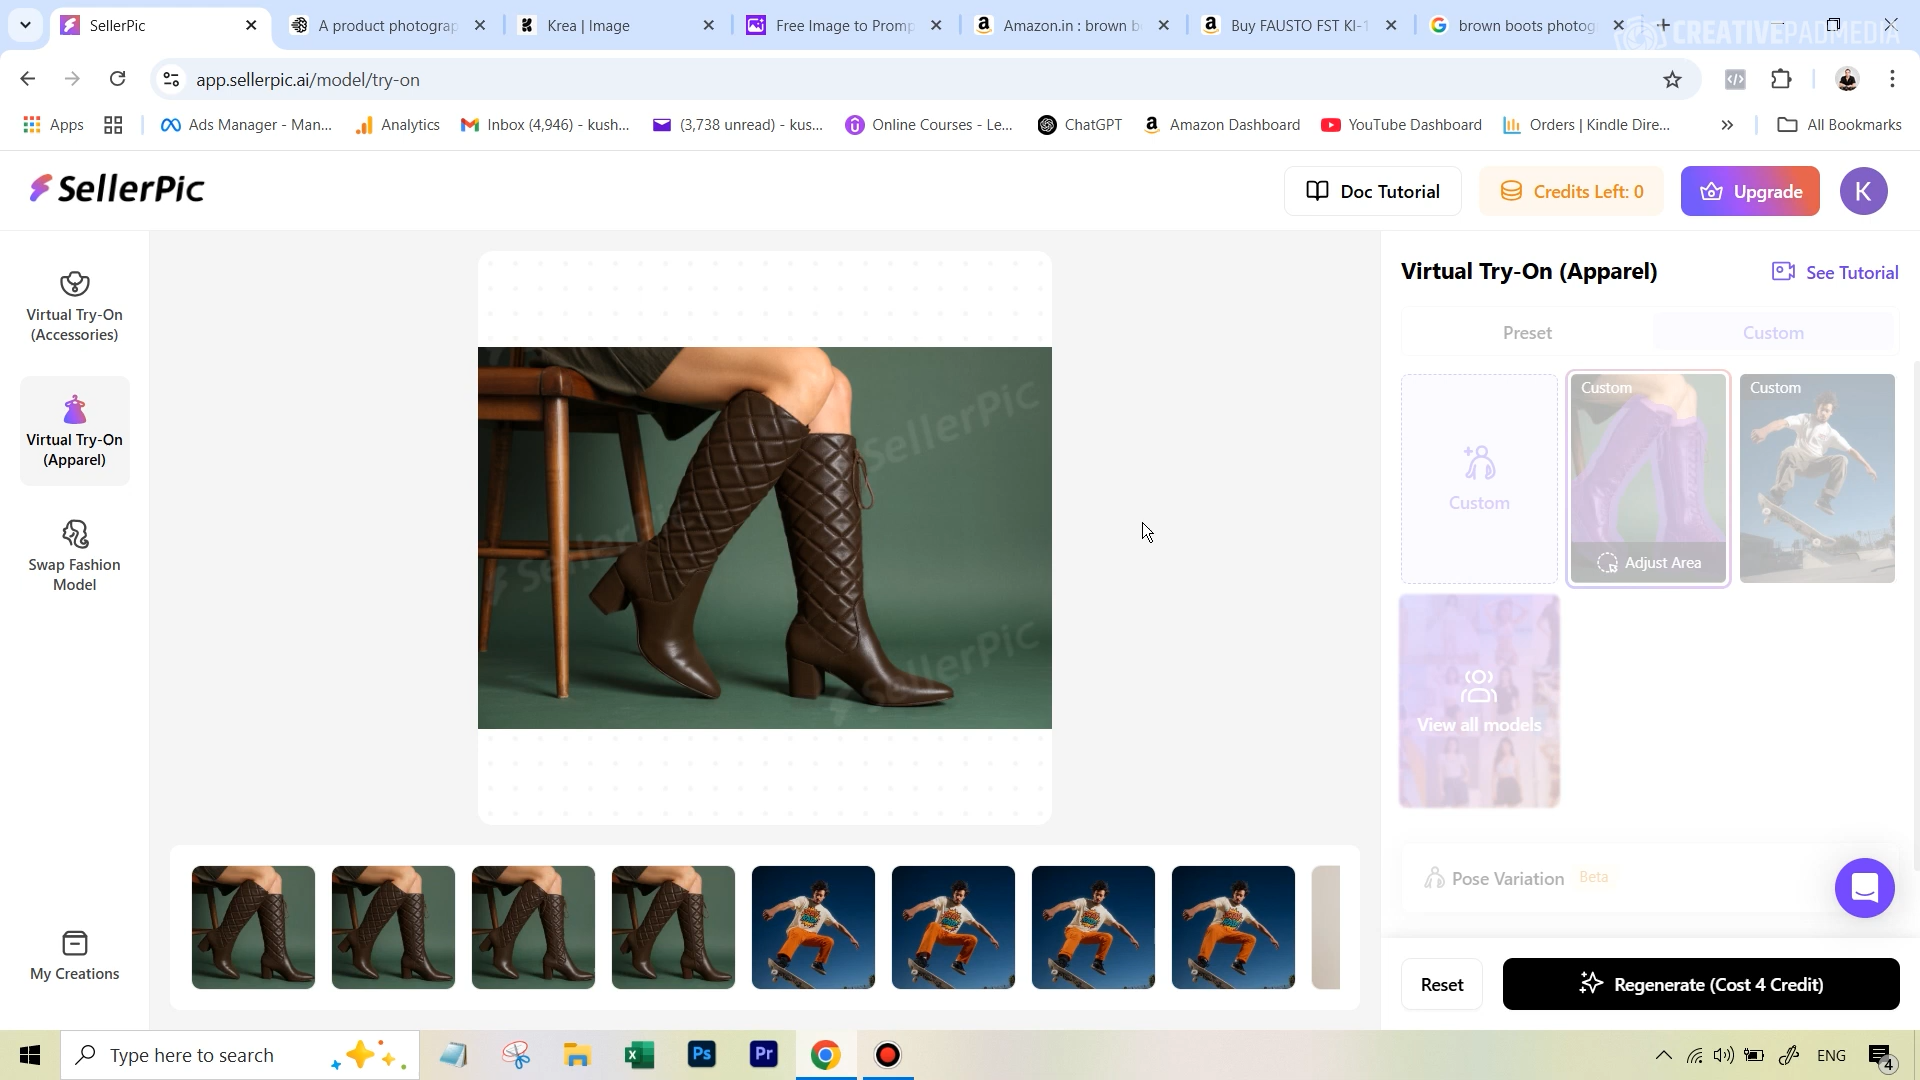 SellerPic
A product photograp
Krea | Image
Free Image to Promp
Amazon.in : brown b
Buy FAUSTO FST KI-1
brown boots photog
CREATIVEPADMEDIA
app.sellerpic.ai/model/try-on
Apps
Ads Manager - Man...
Analytics
Inbox (4,946) - kush...
(3,738 unread) - kus...
Online Courses - Le...
ChatGPT
Amazon Dashboard
YouTube Dashboard
Orders | Kindle Dire...
All Bookmarks
SellerPic
Doc Tutorial
Credits Left: 0
Upgrade
K
Virtual Try-On
(Accessories)
Virtual Try-On
(Apparel)
Swap Fashion
Model
My Creations
SellerPic
SellerPic
SellerPic
Virtual Try-On (Apparel)
See Tutorial
Preset
Custom
Custom
Custom
Adjust Area
Custom
View all models
Pose Variation Beta
Reset
Regenerate (Cost 4 Credit)
Type here to search
Ps
Pr
ENG
4